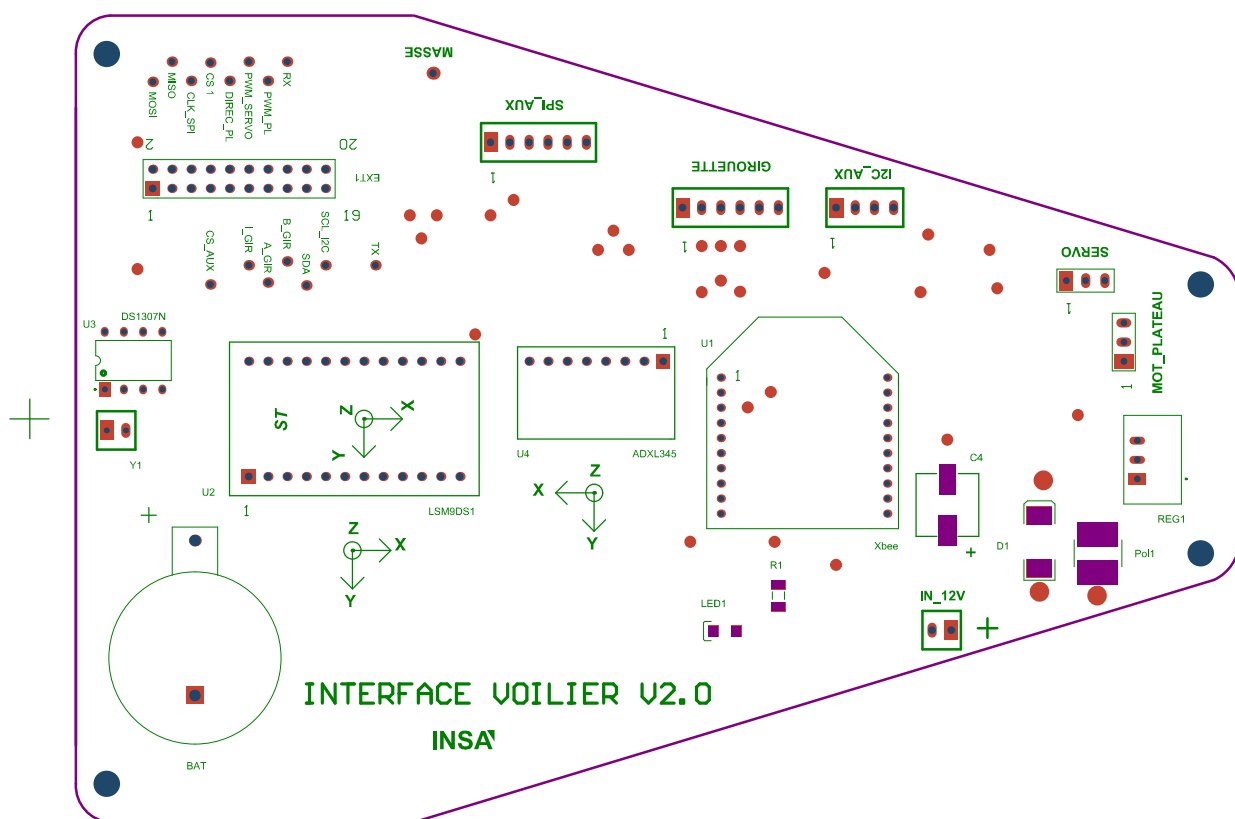 MASSE
MOSI
MISO
CLK_SPI
CS 1
DIREC_PL
PWM_SERVO
PWM_PL
RX
SPI_AUX
1
2
20
EXT1
1
19
GIROUETTE
1
I2C_AUX
1
CS_AUX
I_GIR
A_GIR
B_GIR
SDA
SCL_I2C
TX
SERVO
1
MOT_PLATEAU
1
U3
DS1307N
Y1
ST
Z
X
Y
U2
1
LSM9DS1
1
U4
ADXL345
Z
X
Y
U1
1
Xbee
C4
+
REG1
D1
Pol1
Z
X
Y
+
R1
LED1
IN_12V
+
INTERFACE VOILIER V2.0
INSA
BAT